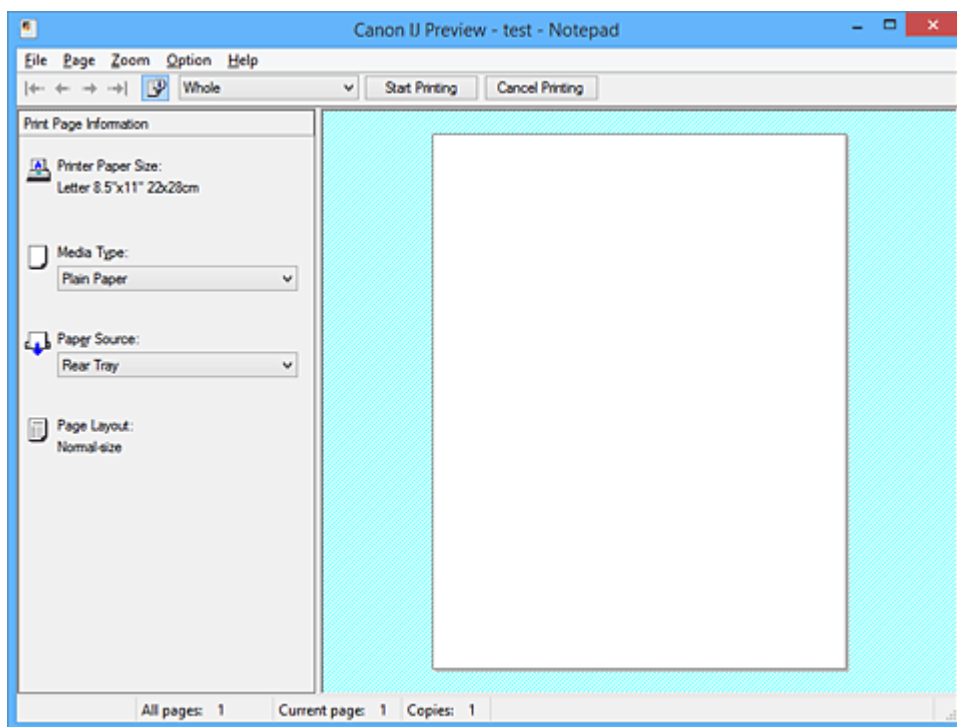 Canon IJ Preview - test - Notepad
File Page Zoom Option Help
Whole Start Printing Cancel Printing
Print Page Information
Printer Paper Size:
Letter 8.5"x11" 22x28cm
Media Type:
Plain Paper
Paper Source:
Rear Tray
Page Layout:
Normal-size
All pages: 1 Current page: 1 Copies: 1